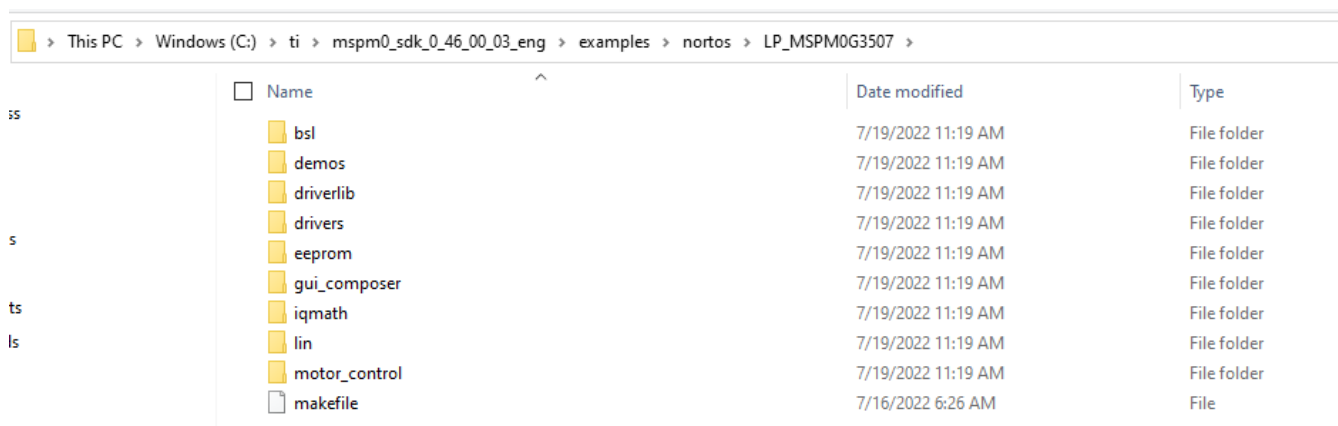 This PC > Windows (C:) > ti > mspm0_sdk_0_46_00_03_eng > examples > nortos > LP_MSPM0G3507 >
Name Date modified Type
ss
bsl 7/19/2022 11:19 AM File folder
demos 7/19/2022 11:19 AM File folder
driverlib 7/19/2022 11:19 AM File folder
drivers 7/19/2022 11:19 AM File folder
s
eeprom 7/19/2022 11:19 AM File folder
gui_composer 7/19/2022 11:19 AM File folder
ts
iqmath 7/19/2022 11:19 AM File folder
ls
lin 7/19/2022 11:19 AM File folder
motor_control 7/19/2022 11:19 AM File folder
makefile 7/16/2022 6:26 AM File